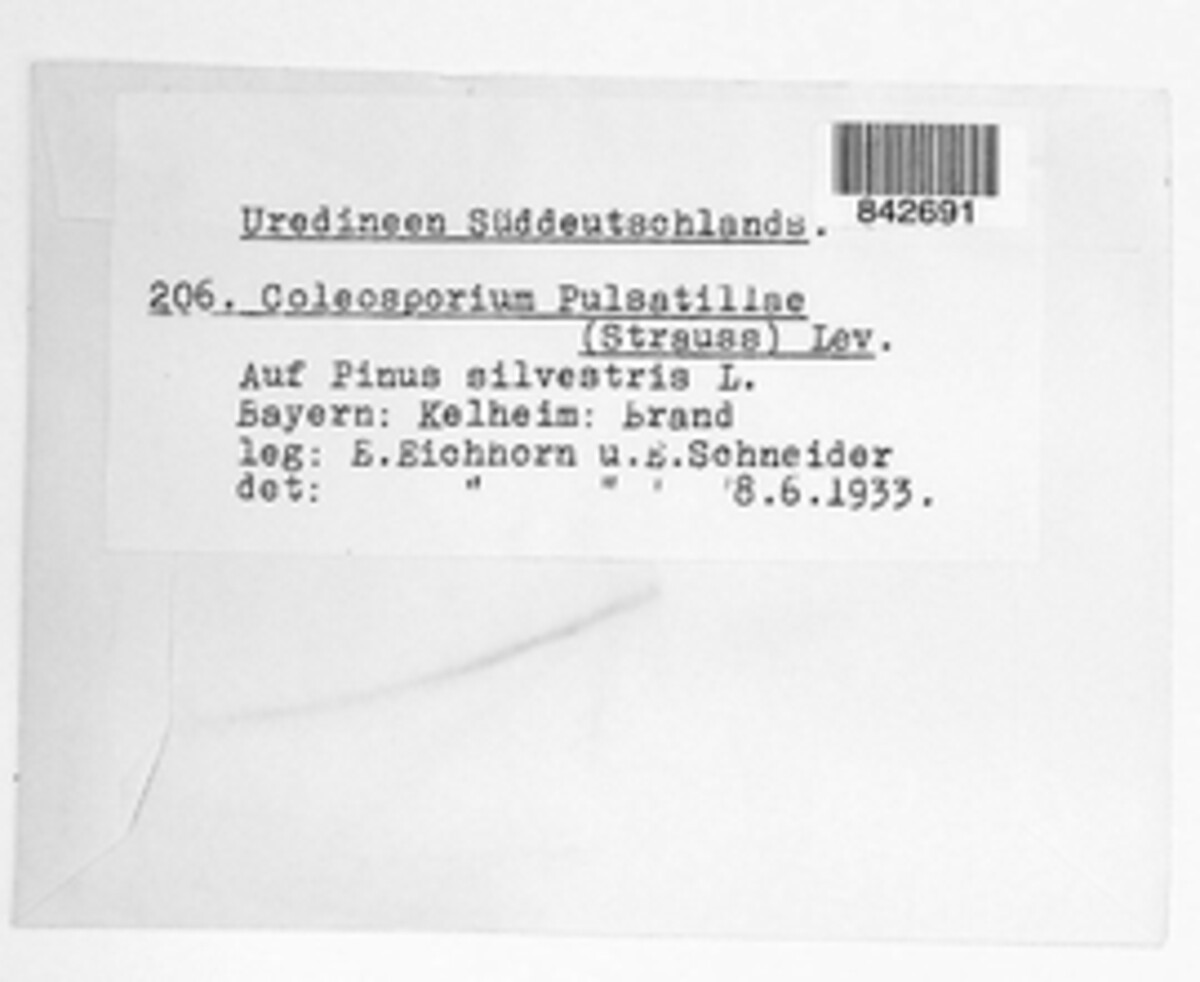 842691
Uredineen Süddeutschlands.
206. Coleosporium Pulsatillae
(Strauss) Lev.
Auf Pinus silvestris L.
Bayern: Kelheim: Brand
leg: E.Eichhorn u.E.Schneider
det: " " " 8.6.1933.